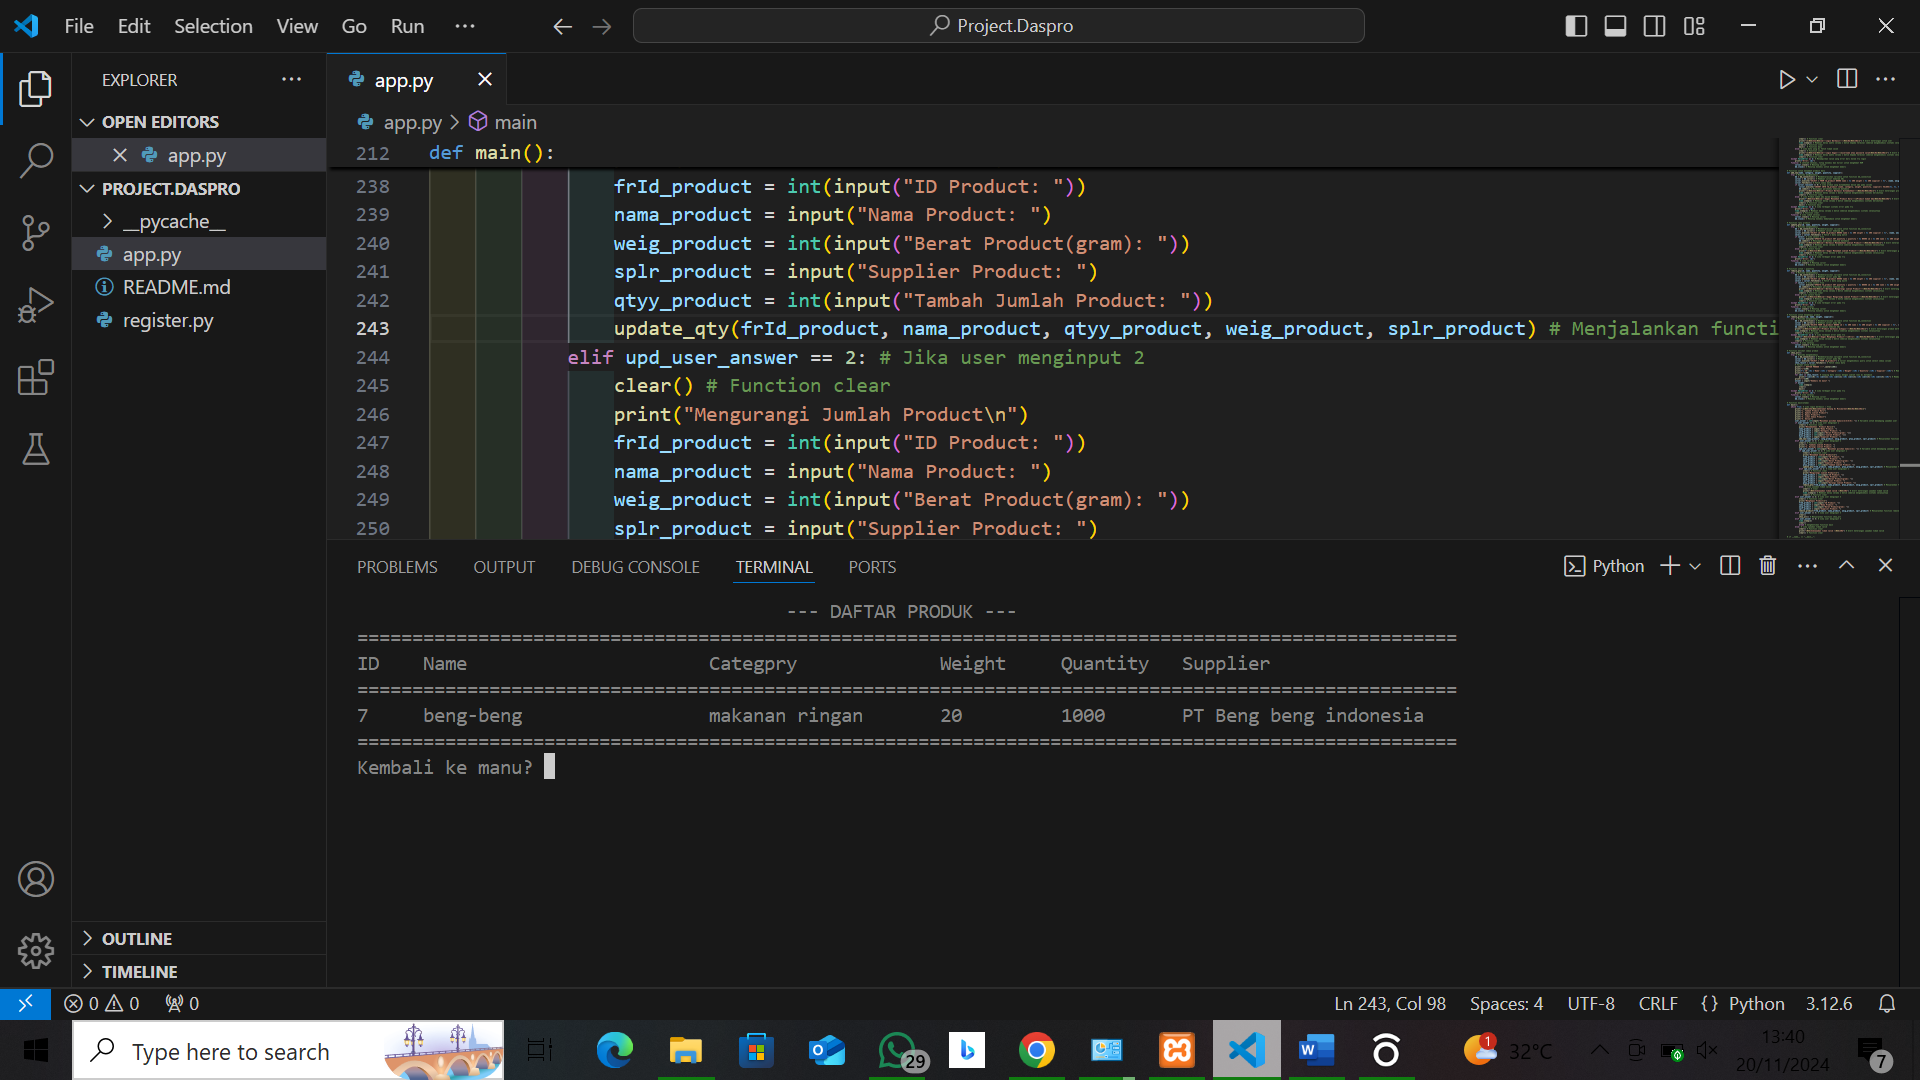 File Edit Selection View Go Run ···
Project.Daspro
EXPLORER ···
OPEN EDITORS
app.py
PROJECT.DASPRO
__pycache__
app.py
README.md
register.py
OUTLINE
TIMELINE
app.py
app.py > main
212 def main():
238 frId_product = int(input("ID Product: "))
239 nama_product = input("Nama Product: ")
240 weig_product = int(input("Berat Product(gram): "))
241 splr_product = input("Supplier Product: ")
242 qtyy_product = int(input("Tambah Jumlah Product: "))
243 update_qty(frId_product, nama_product, qtyy_product, weig_product, splr_product) # Menjalankan functi
244 elif upd_user_answer == 2: # Jika user menginput 2
245 clear() # Function clear
246 print("Mengurangi Jumlah Product\n")
247 frId_product = int(input("ID Product: "))
248 nama_product = input("Nama Product: ")
249 weig_product = int(input("Berat Product(gram): "))
250 splr_product = input("Supplier Product: ")
PROBLEMS OUTPUT DEBUG CONSOLE TERMINAL PORTS
Python
--- DAFTAR PRODUK ---
====================================================================================================
ID Name Categpry Weight Quantity Supplier
====================================================================================================
7 beng-beng makanan ringan 20 1000 PT Beng beng indonesia
====================================================================================================
Kembali ke manu?
0 0 0
Ln 243, Col 98 Spaces: 4 UTF-8 CRLF {} Python 3.12.6
Type here to search
29
1
32°C
13:40
20/11/2024
7